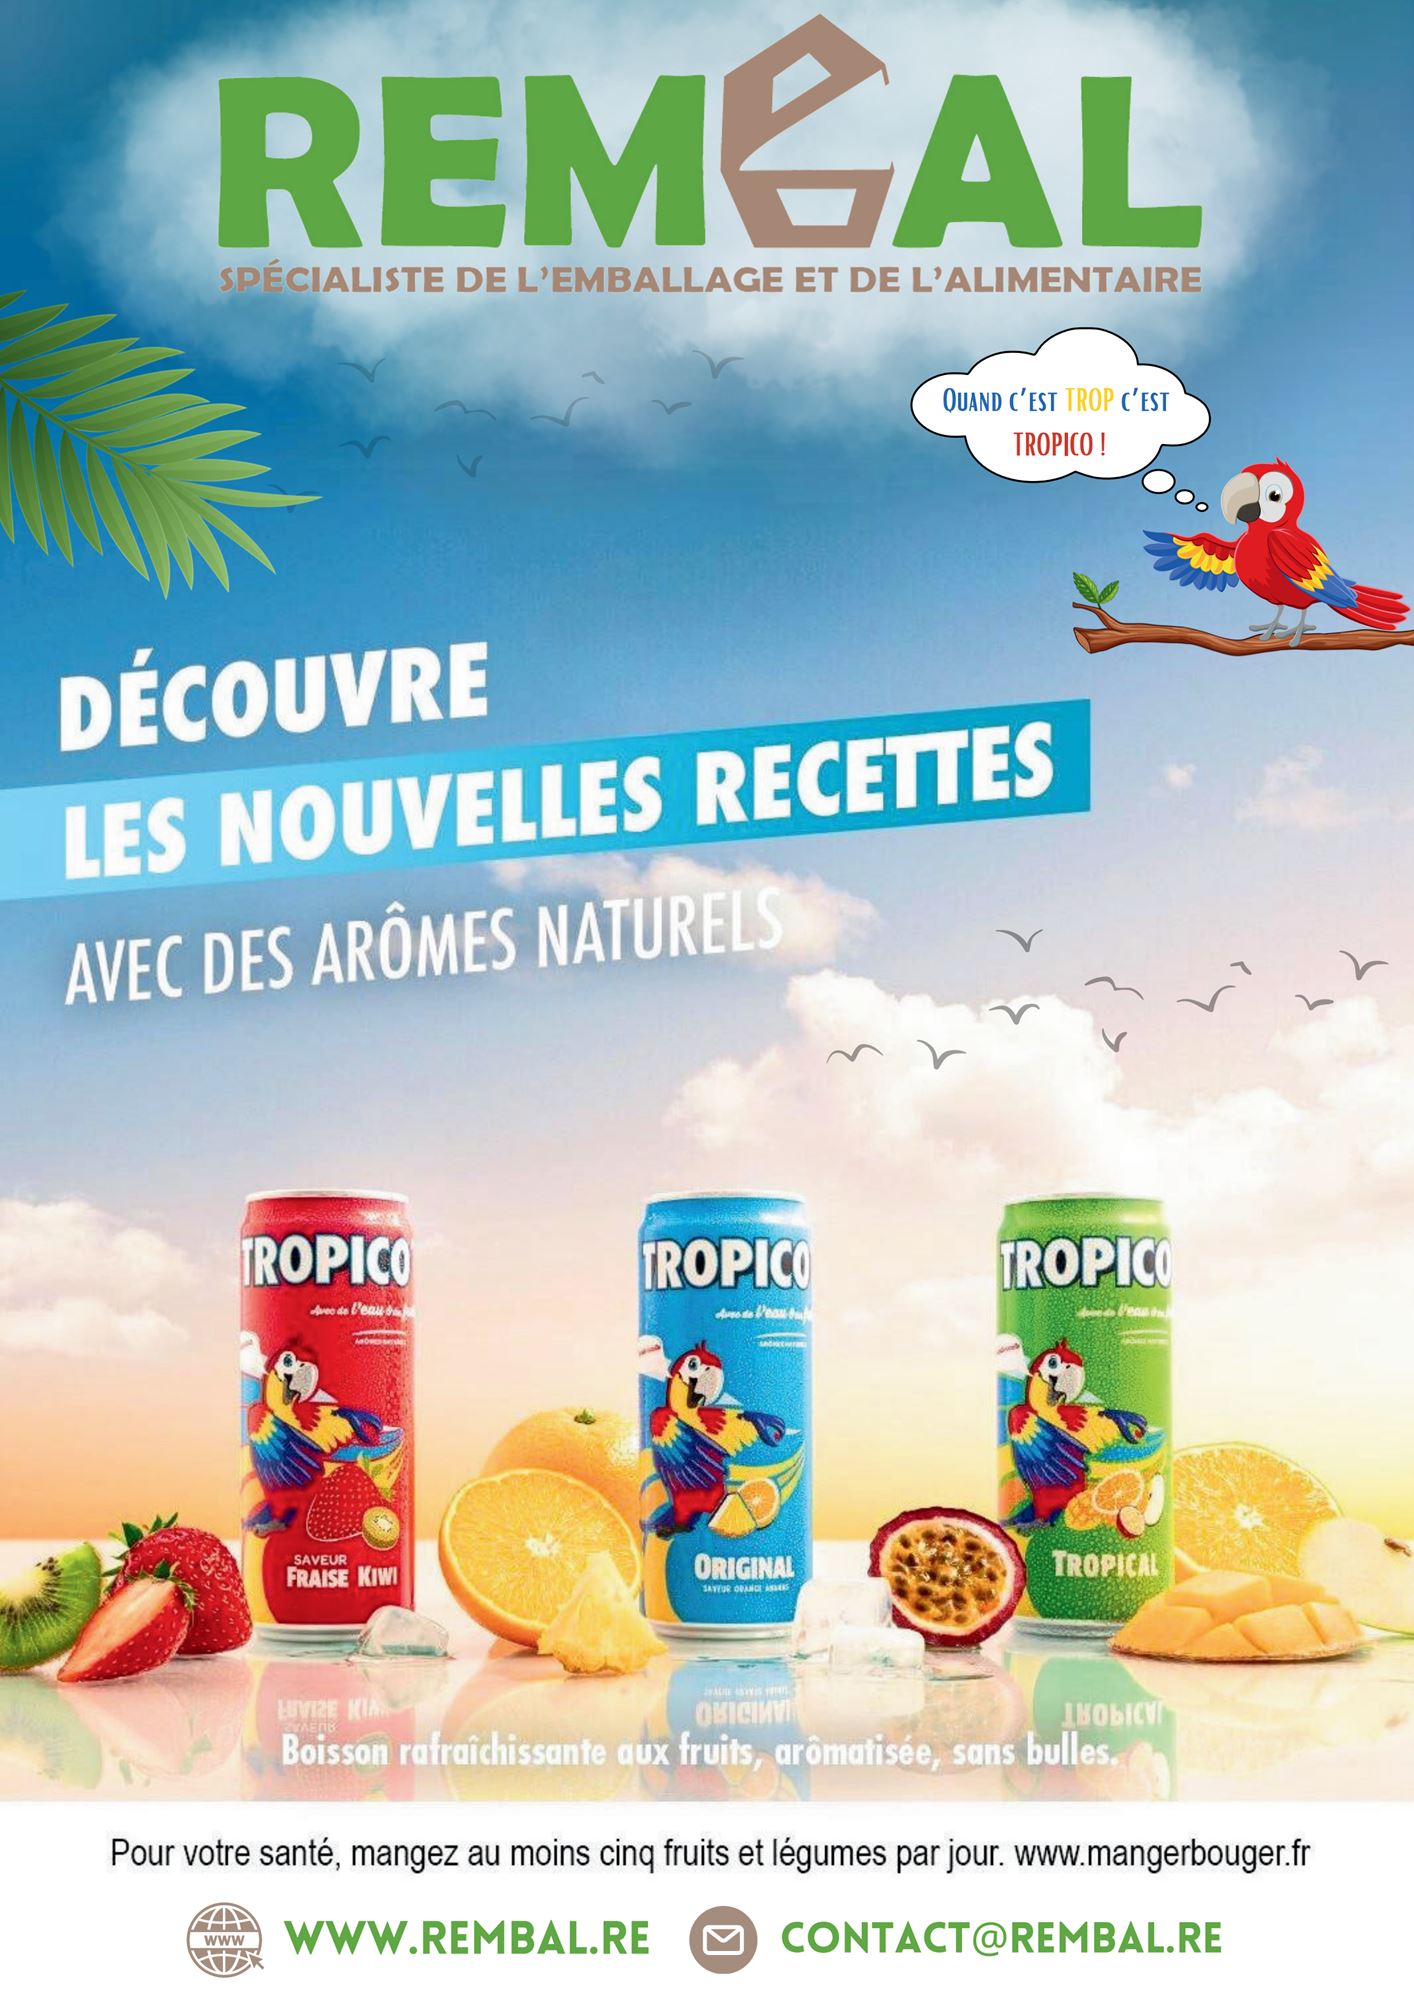 REMBAL
SPÉCIALISTE DE L'EMBALLAGE ET DE L'ALIMENTAIRE
QUAND C'EST TROP C'EST
TROPICO !
DÉCOUVRE
LES NOUVELLES RECETTES
AVEC DES ARÔMES NATURELS
TROPICO
Avec de l'eau
SAVEUR
FRAISE KIWI
TROPICO
Avec de l'eau
ORIGINAL
SAVEUR ORANGE ANANAS
TROPICO
Avec de l'eau
TROPICAL
Boisson rafraîchissante aux fruits, arômatisée, sans bulles.
Pour votre santé, mangez au moins cinq fruits et légumes par jour. www.mangerbouger.fr
WWW
WWW.REMBAL.RE
CONTACT@REMBAL.RE